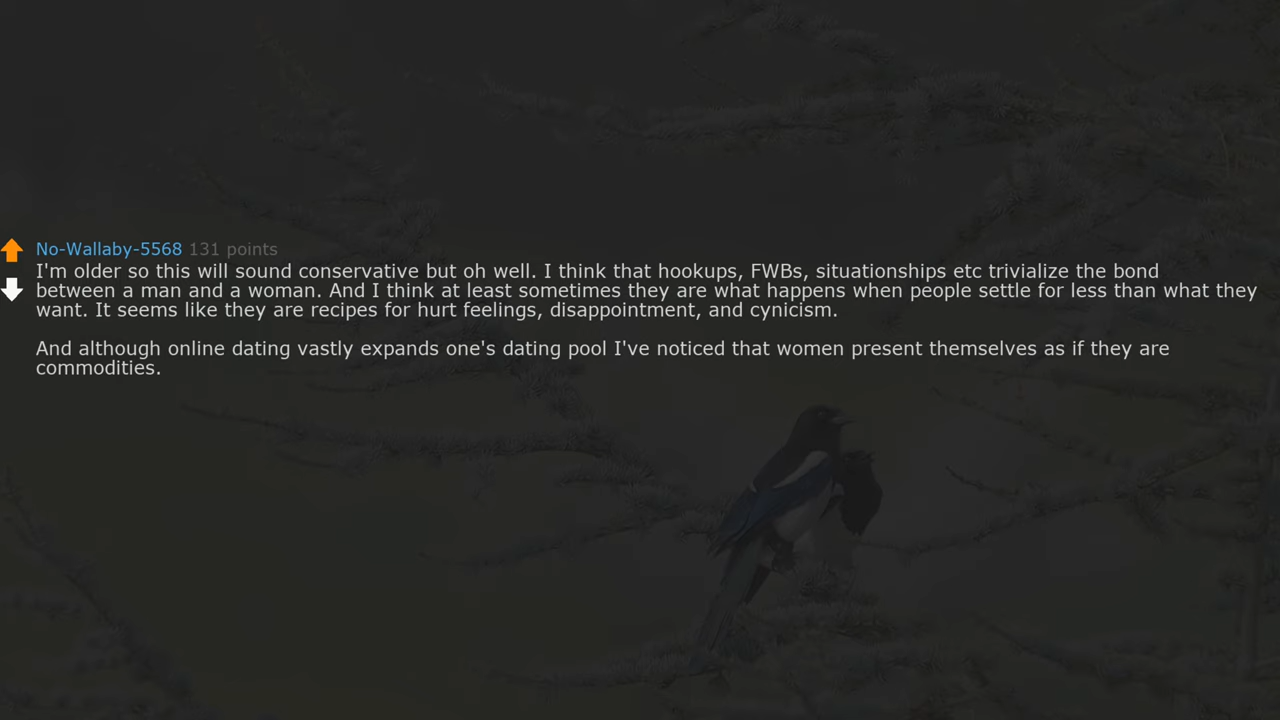 No-Wallaby-5568 131 points
I'm older so this will sound conservative but oh well. I think that hookups, FWBs, situationships etc trivialize the bond
between a man and a woman. And I think at least sometimes they are what happens when people settle for less than what they
want. It seems like they are recipes for hurt feelings, disappointment, and cynicism.
And although online dating vastly expands one's dating pool I've noticed that women present themselves as if they are
commodities.